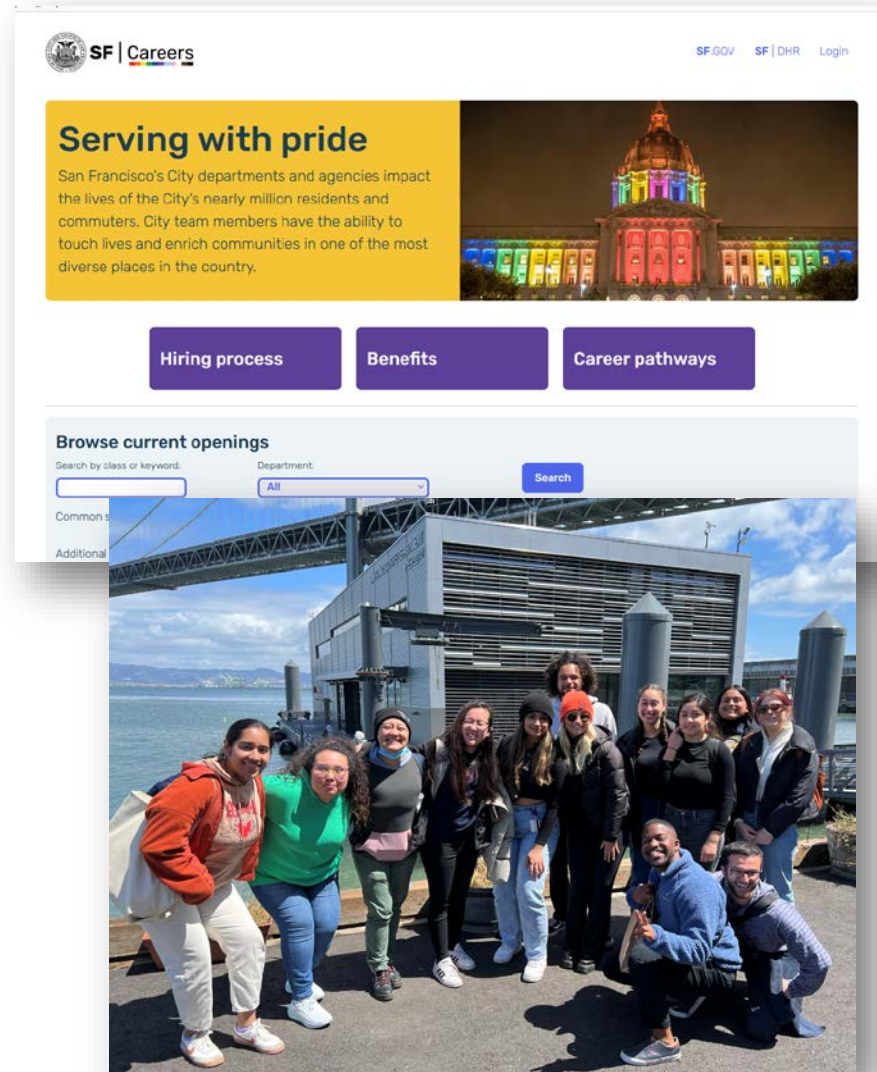 SF | Careers
SF.GOV SF | DHR Login
Serving with pride
San Francisco's City departments and agencies impact
the lives of the City's nearly million residents and
commuters. City team members have the ability to
touch lives and enrich communities in one of the most
diverse places in the country.
Hiring process Benefits Career pathways
Browse current openings
Search by class or keyword. Department.
All Search
Common s
Additional